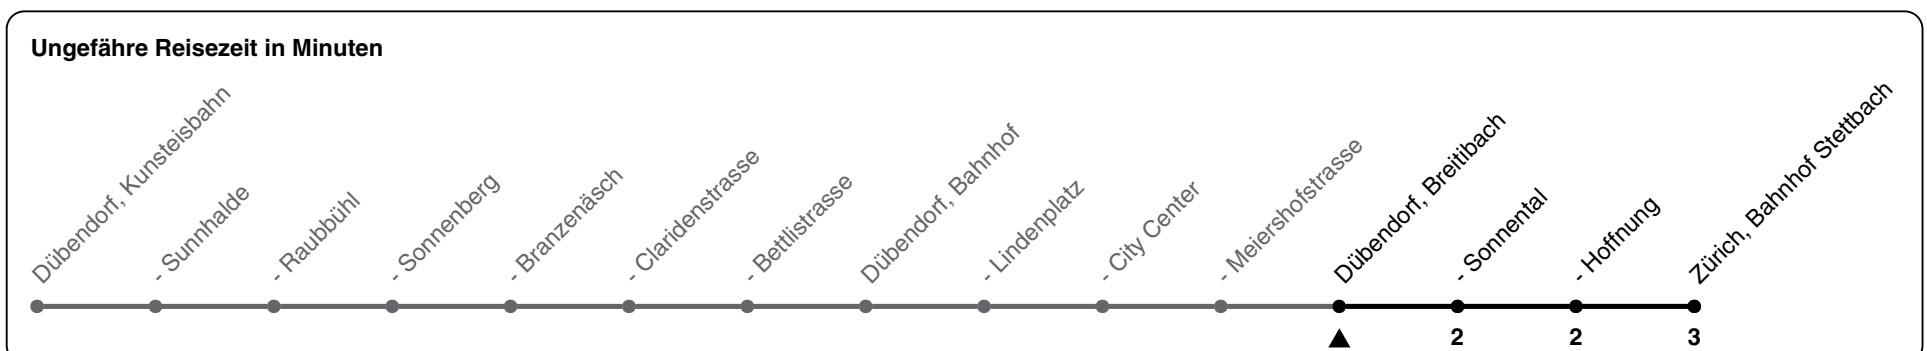 Ungefähre Reisezeit in Minuten
Dübendorf, Kunsteisbahn
- Sunnhalde
- Raubbühl
- Sonnenberg
- Branzenäsch
- Claridenstrasse
- Bettlistrasse
Dübendorf, Bahnhof
- Lindenplatz
- City Center
- Meiershofstrasse
Dübendorf, Breitibach
- Sonnental
- Hoffnung
Zürich, Bahnhof Stettbach
2 2 3